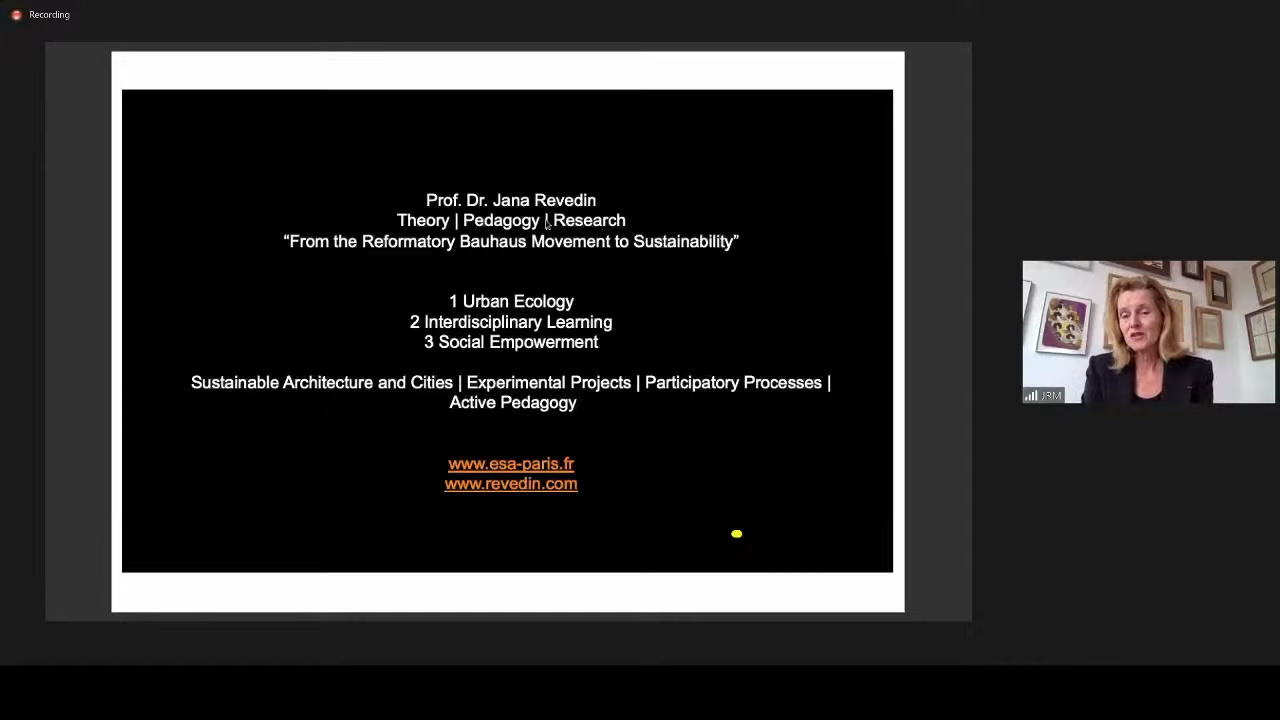 Recording
Prof. Dr. Jana Revedin
Theory | Pedagogy | Research
“From the Reformatory Bauhaus Movement to Sustainability”
1 Urban Ecology
2 Interdisciplinary Learning
3 Social Empowerment
Sustainable Architecture and Cities | Experimental Projects | Participatory Processes |
Active Pedagogy
www.esa-paris.fr
www.revedin.com
JRM